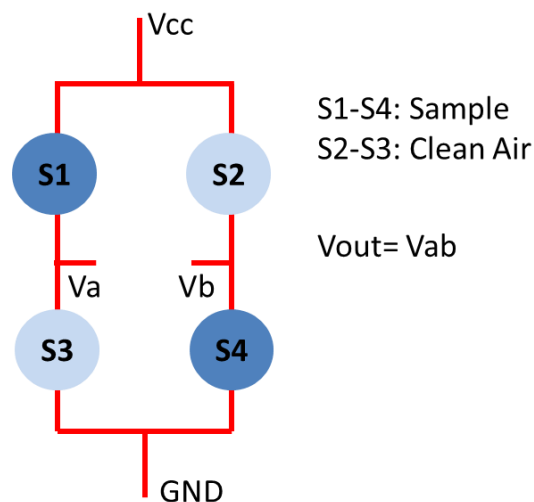 Vcc
S1-S4: Sample
S2-S3: Clean Air
S1
S2
Vout= Vab
Va
Vb
S3
S4
GND